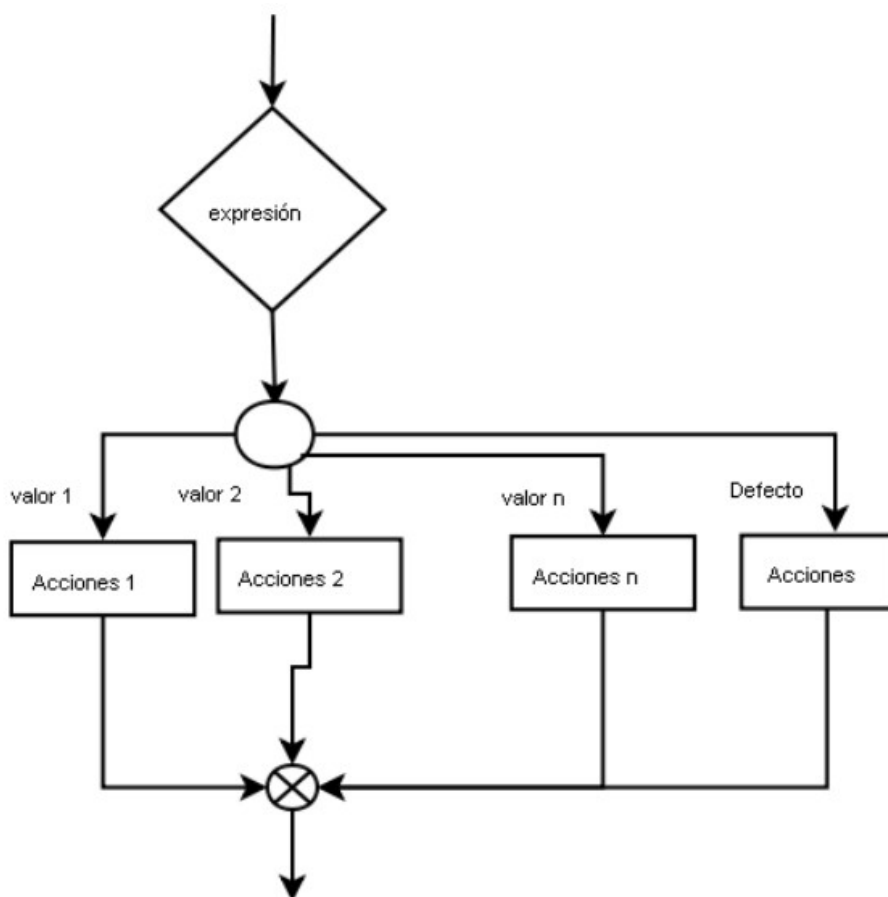 expresión
valor 1
valor 2
valor n
Defecto
Acciones 1
Acciones 2
Acciones n
Acciones